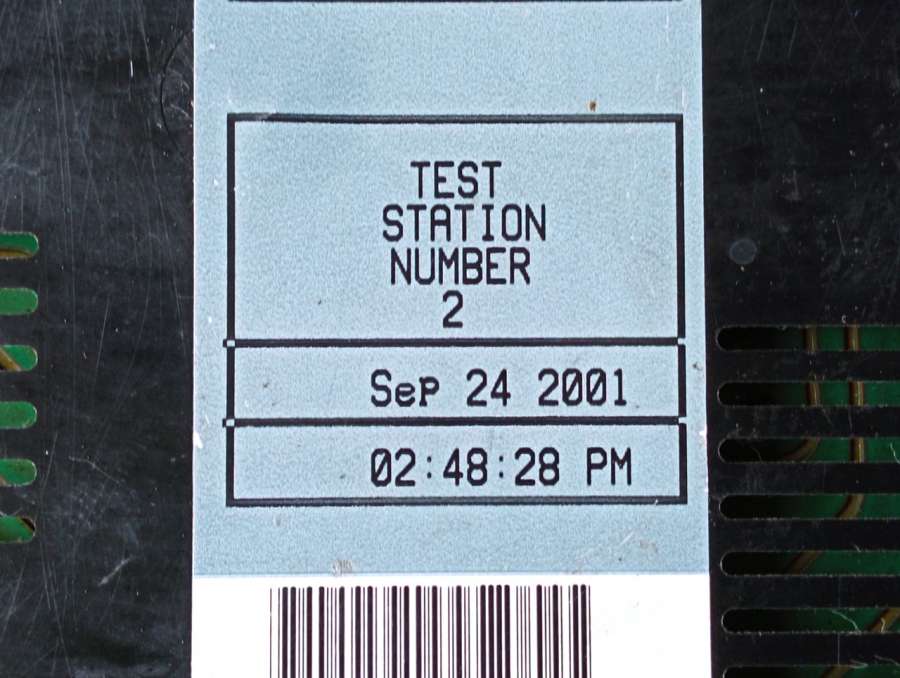 TEST
STATION
NUMBER
2
Sep 24 2001
02:48:28 PM